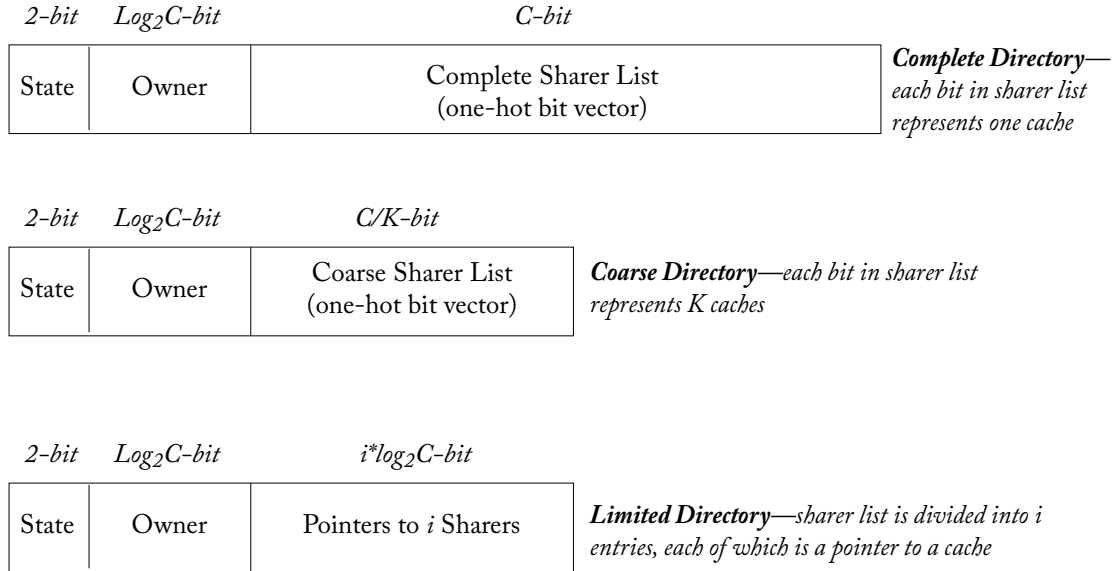 2-bit Log2C-bit C-bit
State Owner Complete Sharer List
(one-hot bit vector)
Complete Directory—
each bit in sharer list
represents one cache
2-bit Log2C-bit C/K-bit
State Owner Coarse Sharer List
(one-hot bit vector)
Coarse Directory—each bit in sharer list
represents K caches
2-bit Log2C-bit i*log2C-bit
State Owner Pointers to i Sharers
Limited Directory—sharer list is divided into i
entries, each of which is a pointer to a cache